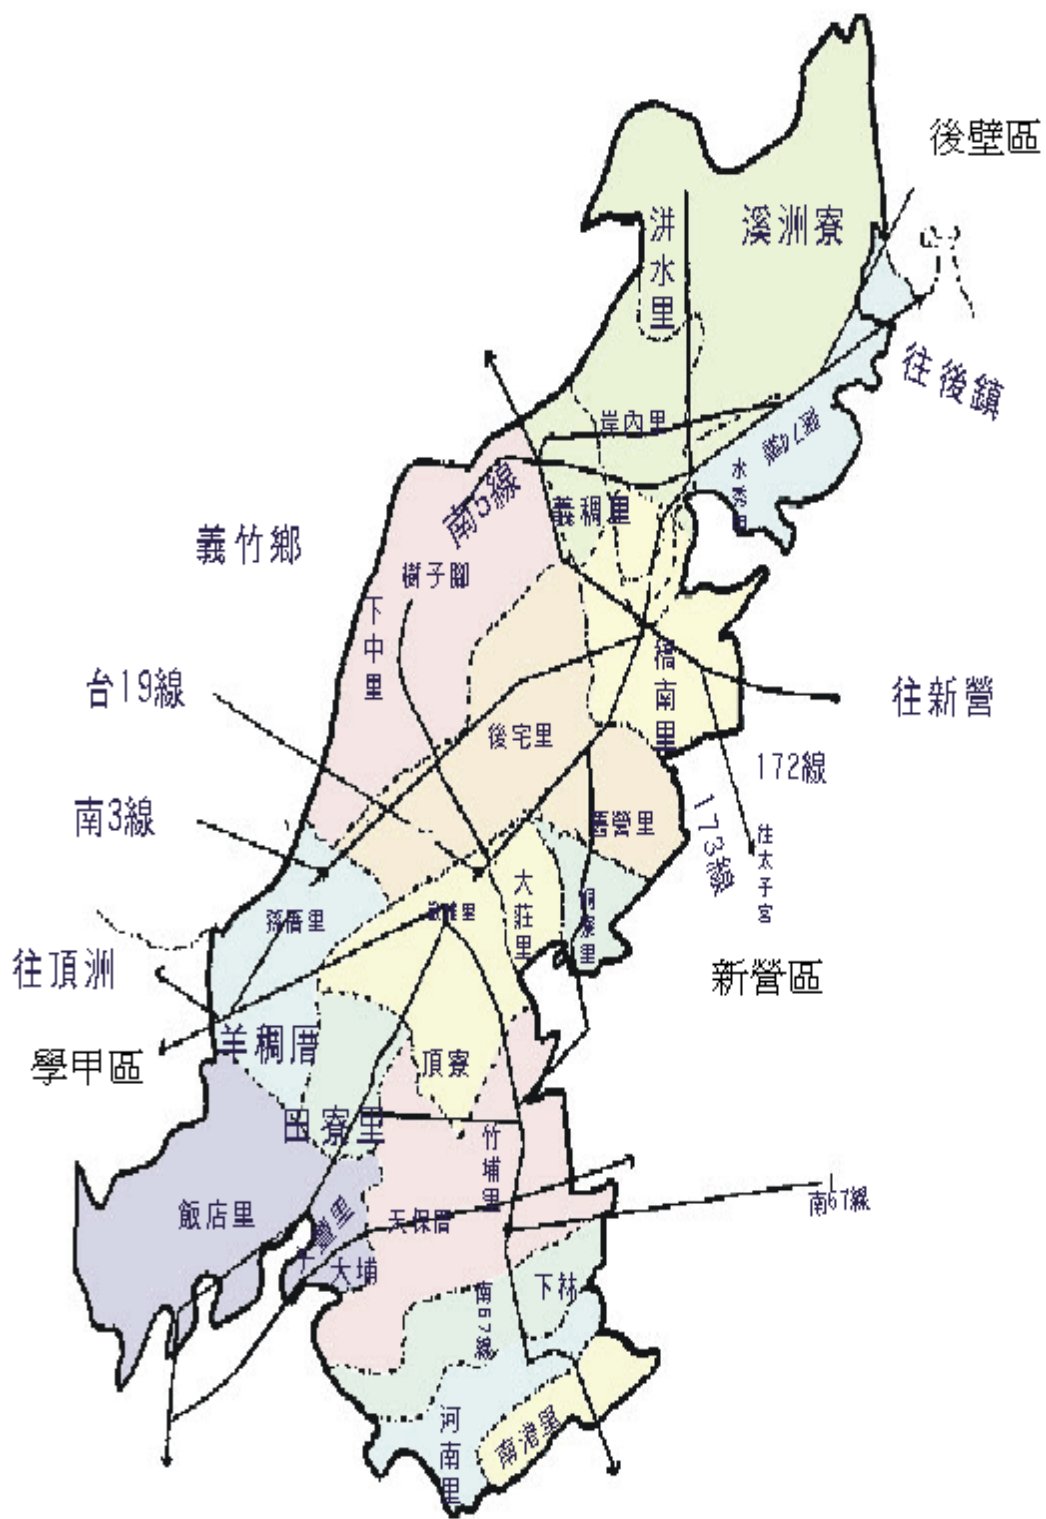 後壁區
汫水里
溪洲寮
往後鎮
岸內里
南5線
義稠里
水秀里
義竹鄉
樹子腳
下中里
橋南里
台19線
後宅里
往新營
172線
南3線
173線
舊營里
往太子宮
大莊里
孫厝里
往頂洲
新營區
羊稠厝
學甲區
頂寮
田寮里
竹埔里
飯店里
天保厝
南67線
大埔
下林
南67線
河南里
南港里